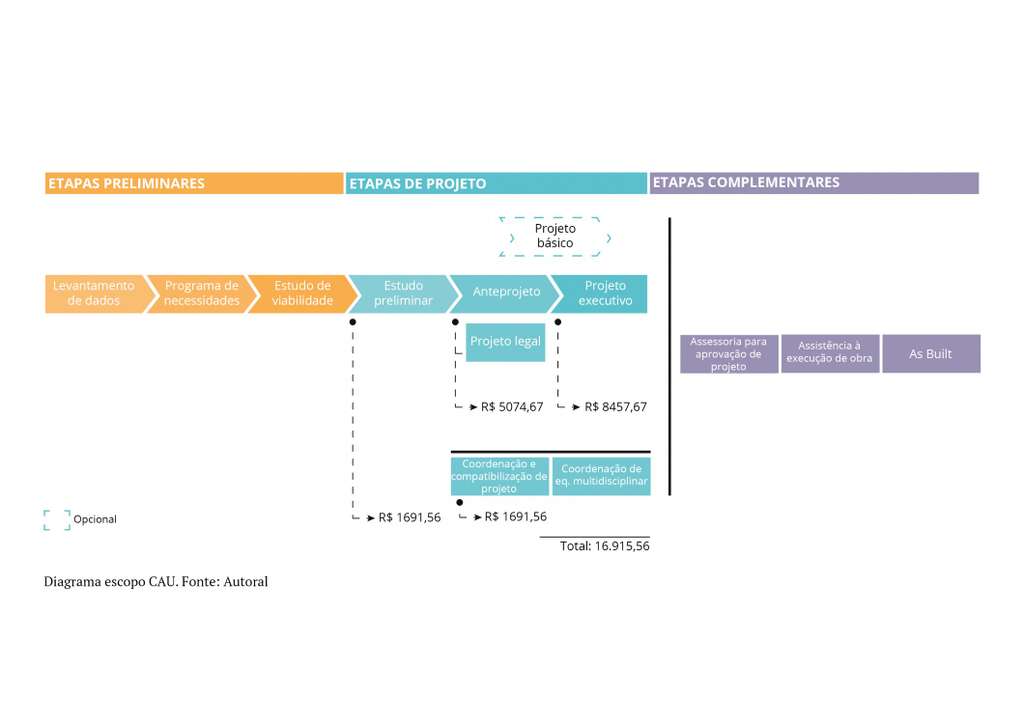 ETAPAS PRELIMINARES
ETAPAS DE PROJETO
ETAPAS COMPLEMENTARES
Projeto
básico
Levantamento
de dados
Programa de
necessidades
Estudo de
viabilidade
Estudo
preliminar
Anteprojeto
Projeto
executivo
Projeto legal
Assessoria para
aprovação de
projeto
Assistência à
execução de obra
As Built
R$ 5074,67
R$ 8457,67
Coordenação e
compatibilização de
projeto
Coordenação de
eq. multidisciplinar
R$ 1691,56
R$ 1691,56
Opcional
Total: 16.915,56
Diagrama escopo CAU. Fonte: Autoral